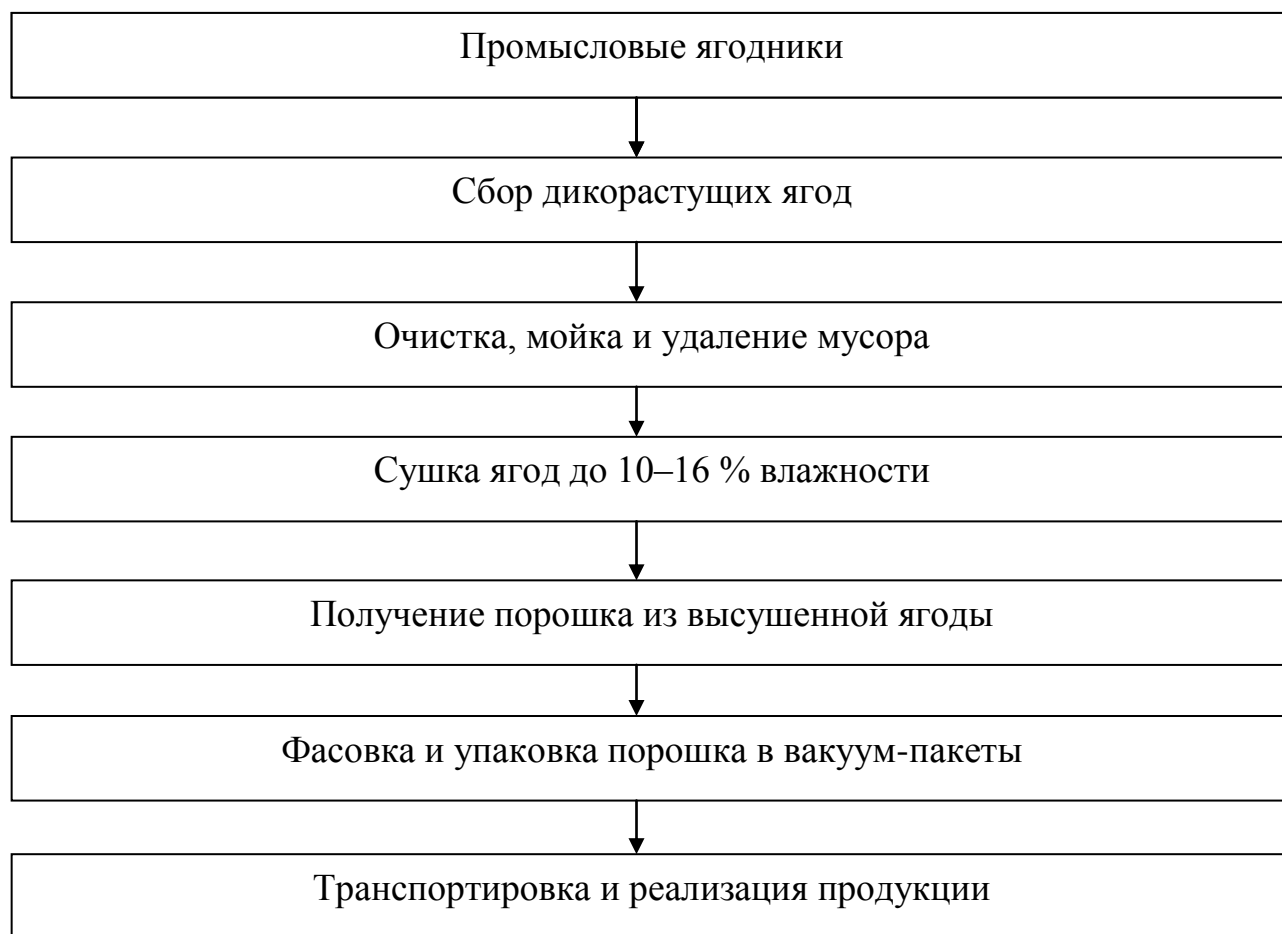 Промысловые ягодники
Сбор дикорастущих ягод
Очистка, мойка и удаление мусора
Сушка ягод до 10–16 % влажности
Получение порошка из высушенной ягоды
Фасовка и упаковка порошка в вакуум-пакеты
Транспортировка и реализация продукции